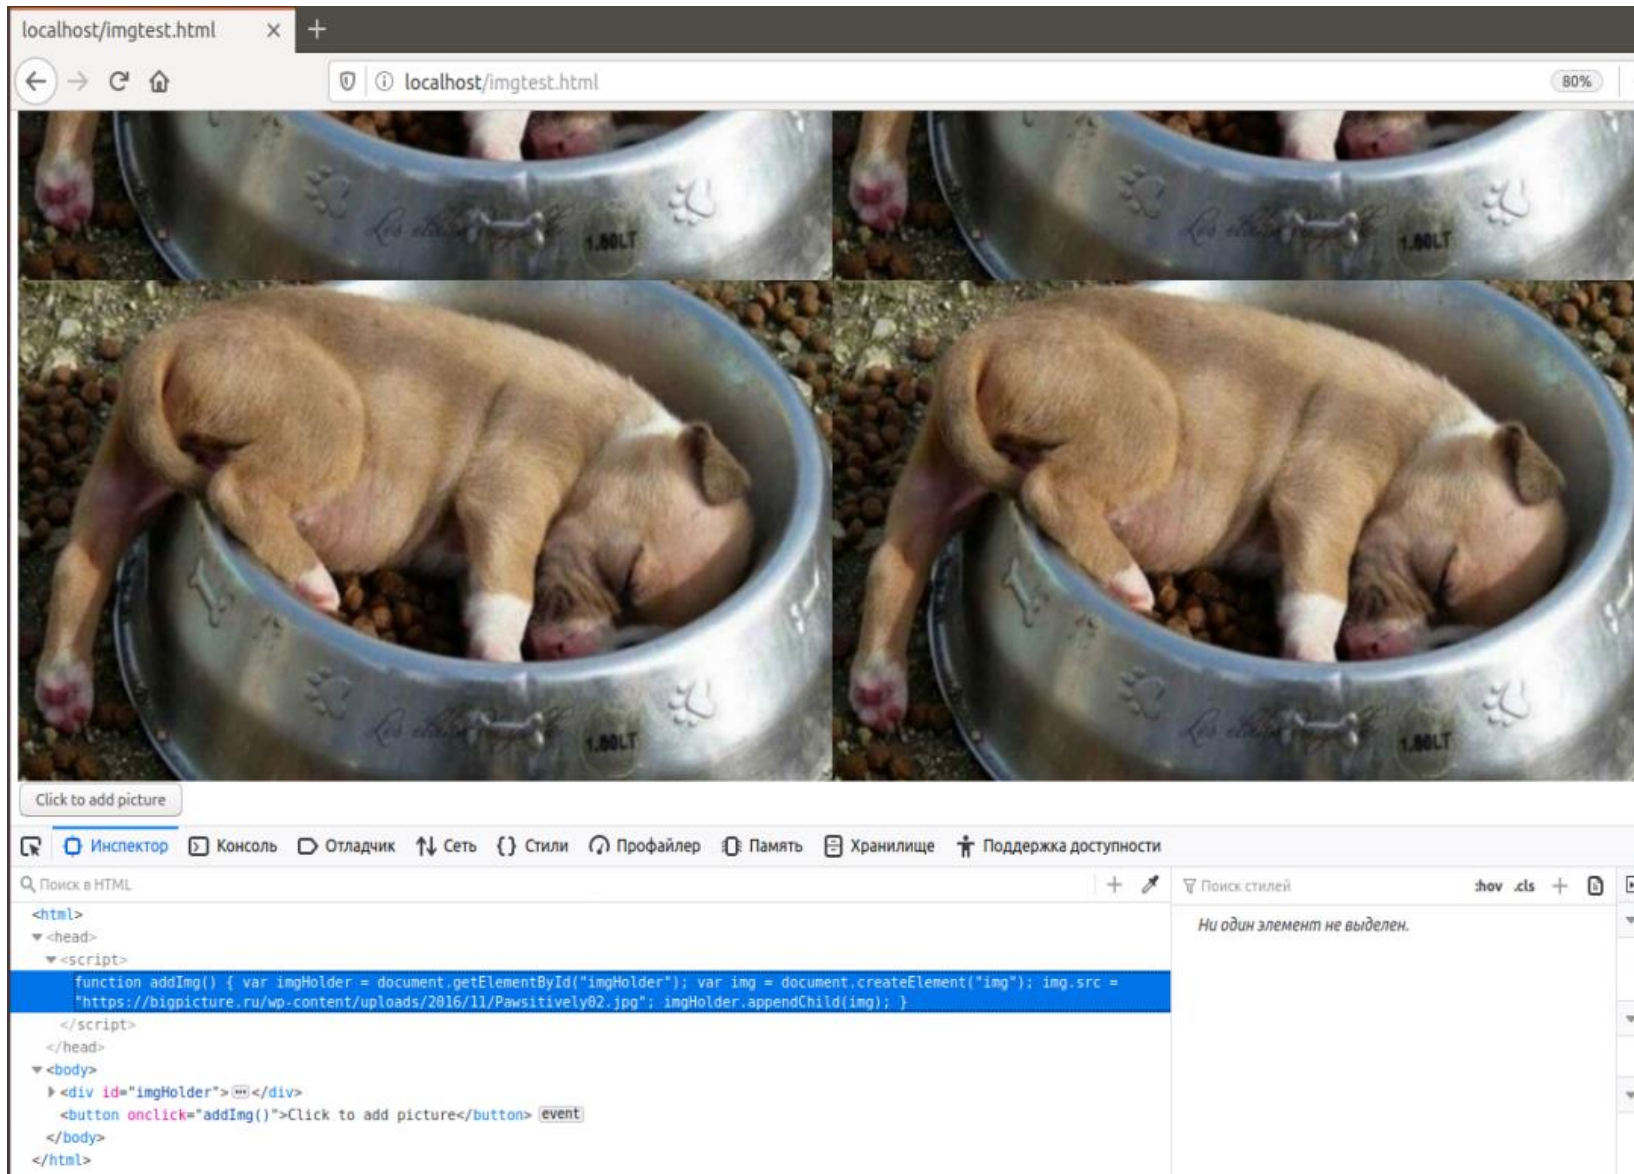 localhost/imgtest.html
localhost/imgtest.html
80%
1.80LT
1.80LT
1.80LT
1.80LT
Click to add picture
Инспектор Консоль Отладчик Сеть Стили Профайлер Память Хранилище Поддержка доступности
Поиск в HTML
Поиск стилей :hov .cls
Ни один элемент не выделен.
<html>
<head>
<script>
function addImg() { var imgHolder = document.getElementById("imgHolder"); var img = document.createElement("img"); img.src =
"https://bigpicture.ru/wp-content/uploads/2016/11/Pawsitively02.jpg"; imgHolder.appendChild(img); }
</script>
</head>
<body>
<div id="imgHolder"></div>
<button onclick="addImg()">Click to add picture</button> event
</body>
</html>